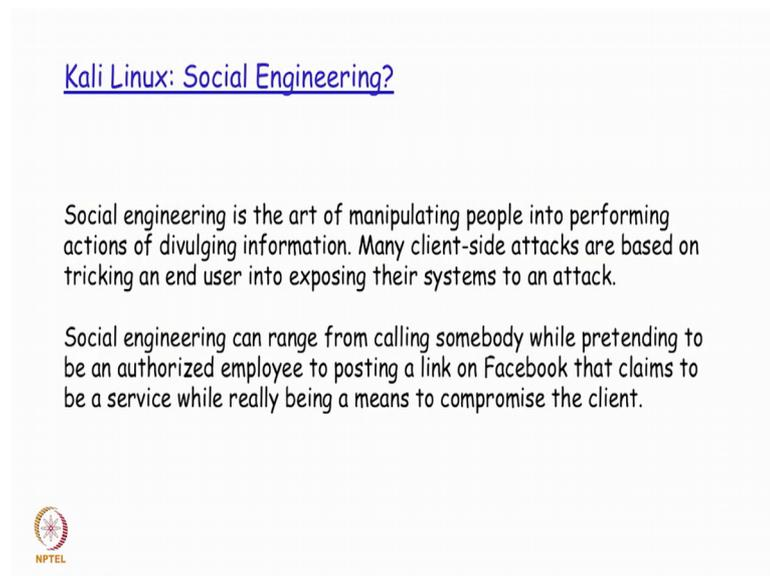 Kali Linux: Social Engineering?
Social engineering is the art of manipulating people into performing
actions of divulging information. Many client-side attacks are based on
tricking an end user into exposing their systems to an attack.
Social engineering can range from calling somebody while pretending to
be an authorized employee to posting a link on Facebook that claims to
be a service while really being a means to compromise the client.
NPTEL